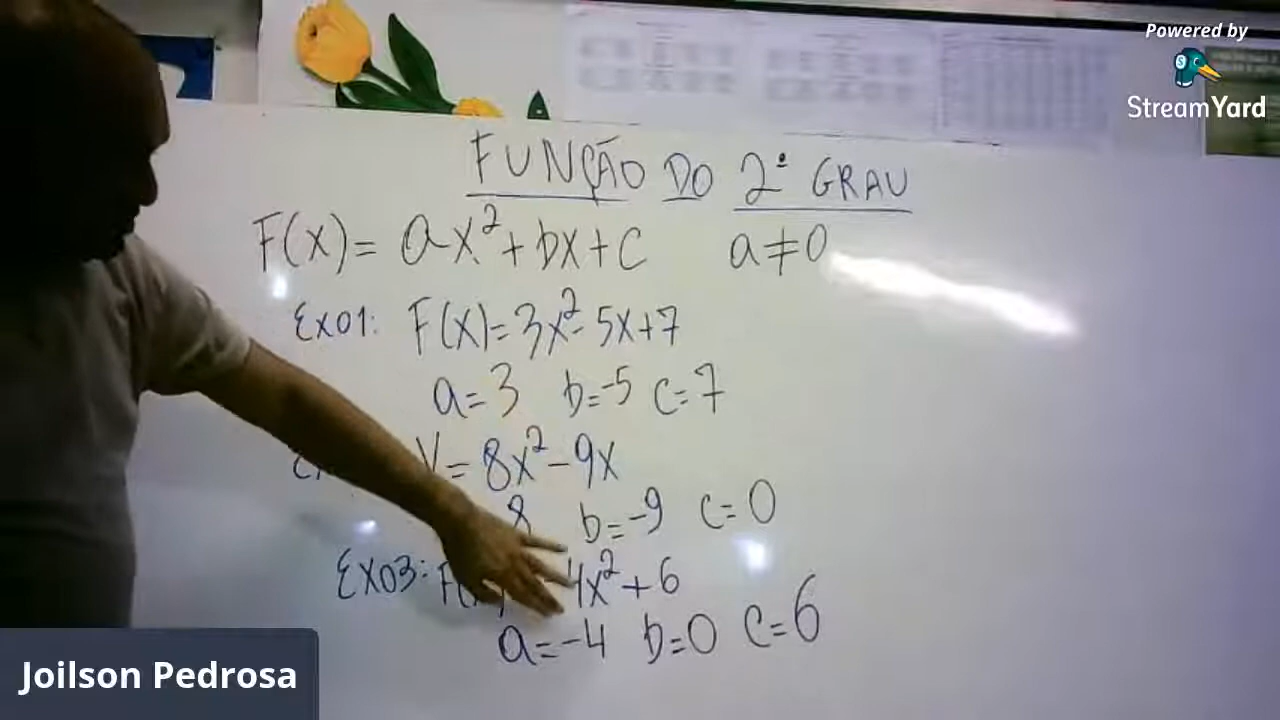 Powered by
StreamYard
FUNÇÃO DO 2º GRAU
F(X)= ax²+bx+c a≠0
Ex01: F(X)=3x²-5x+7
a=3 b=-5 c=7
Y=8x²-9x
8 b=-9 c=0
EX03: 4x²+6
a=-4 b=0 c=6
Joilson Pedrosa